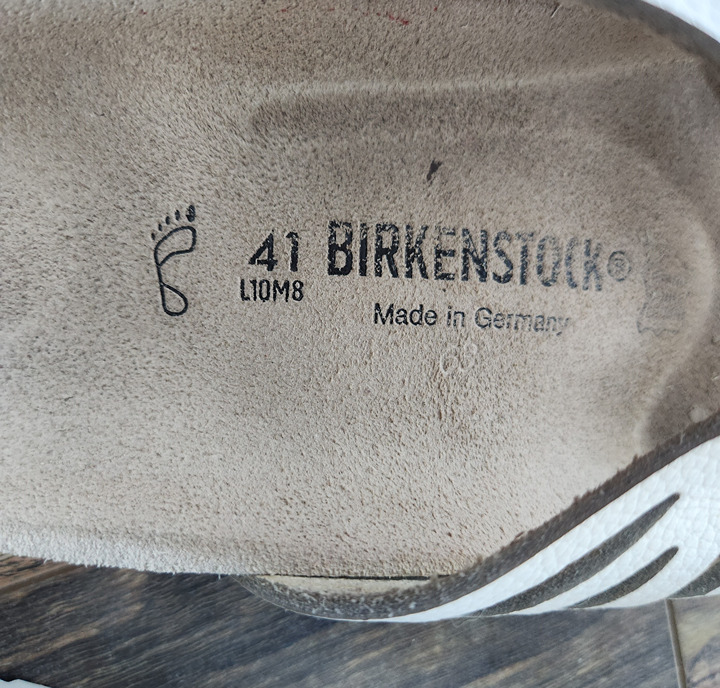 41 BIRKENSTOCK®
L10M8
Made in Germany